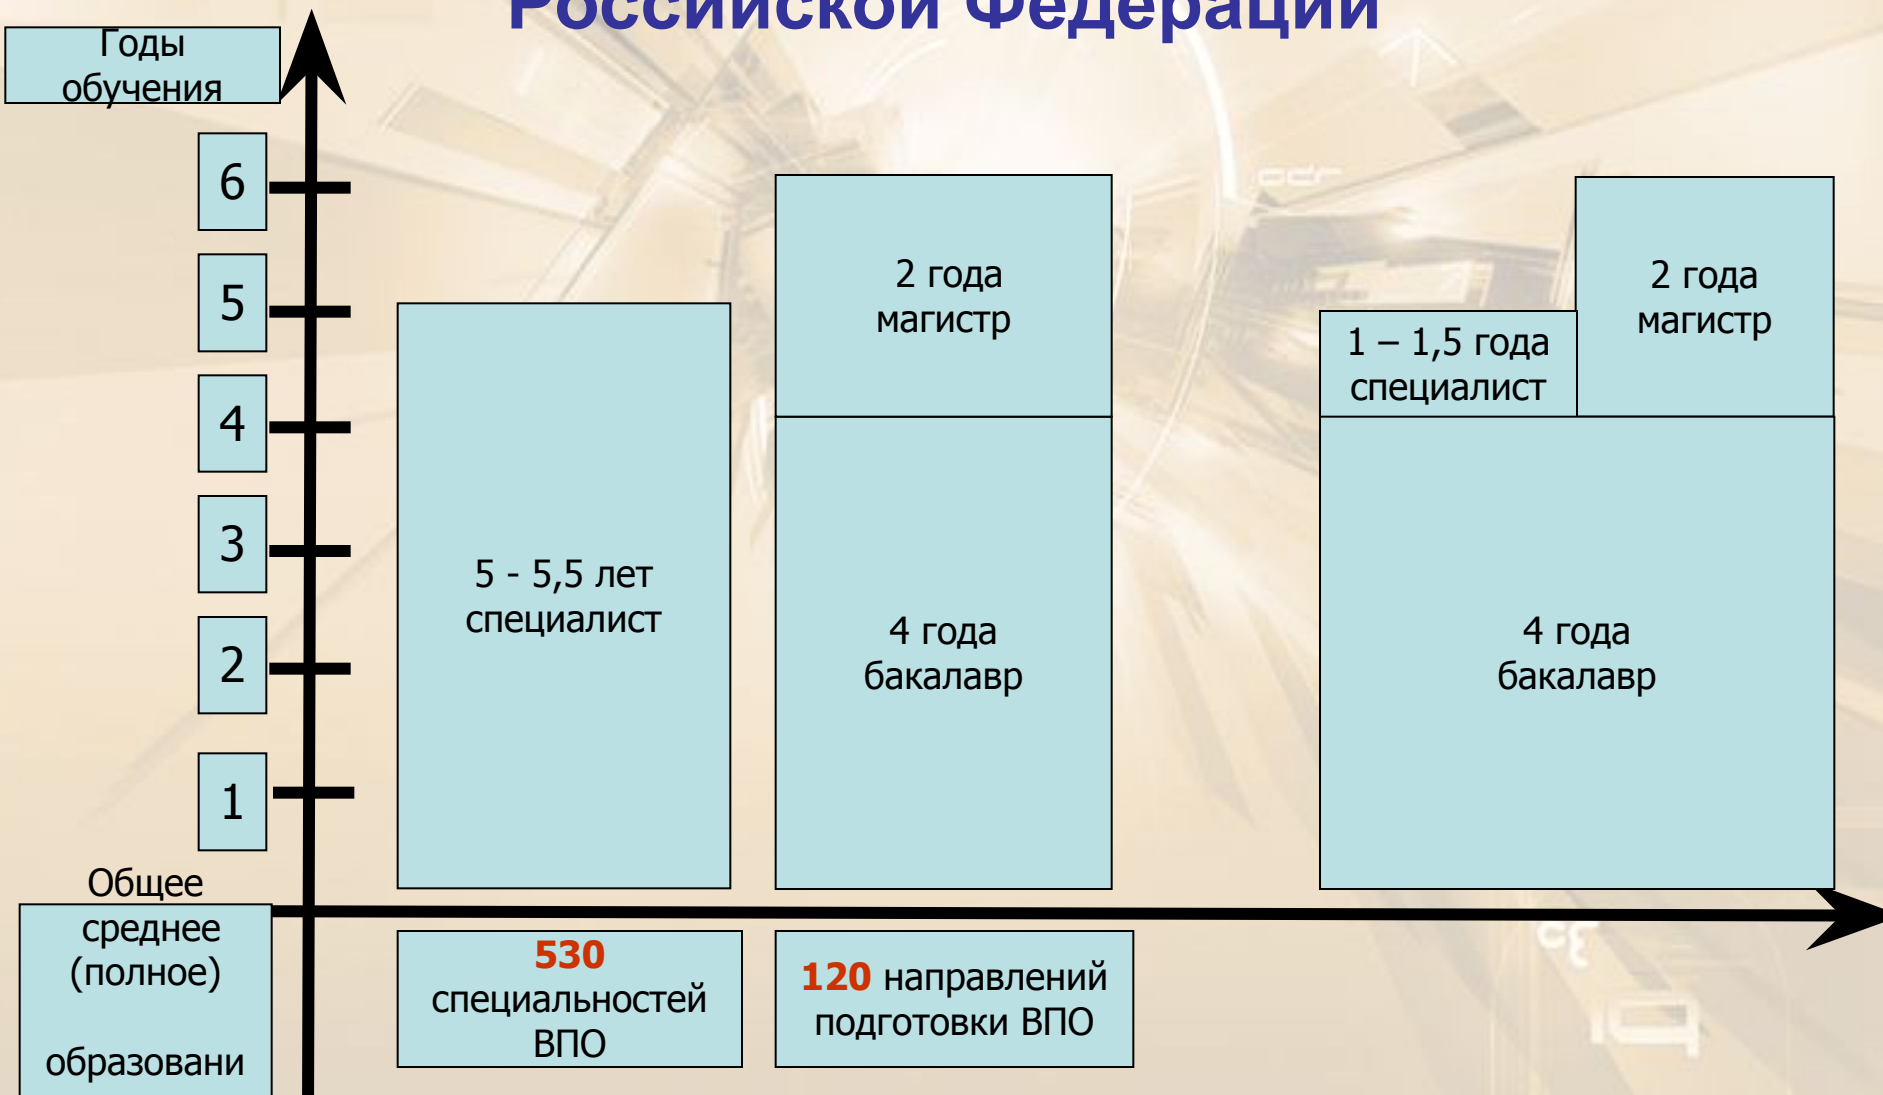 Российской Федерации
Годы
обучения
6
5
4
3
2
1
2 года
магистр
2 года
магистр
1 – 1,5 года
специалист
5 - 5,5 лет
специалист
4 года
бакалавр
4 года
бакалавр
Общее
среднее
(полное)
образовани
530
специальностей
ВПО
120 направлений
подготовки ВПО